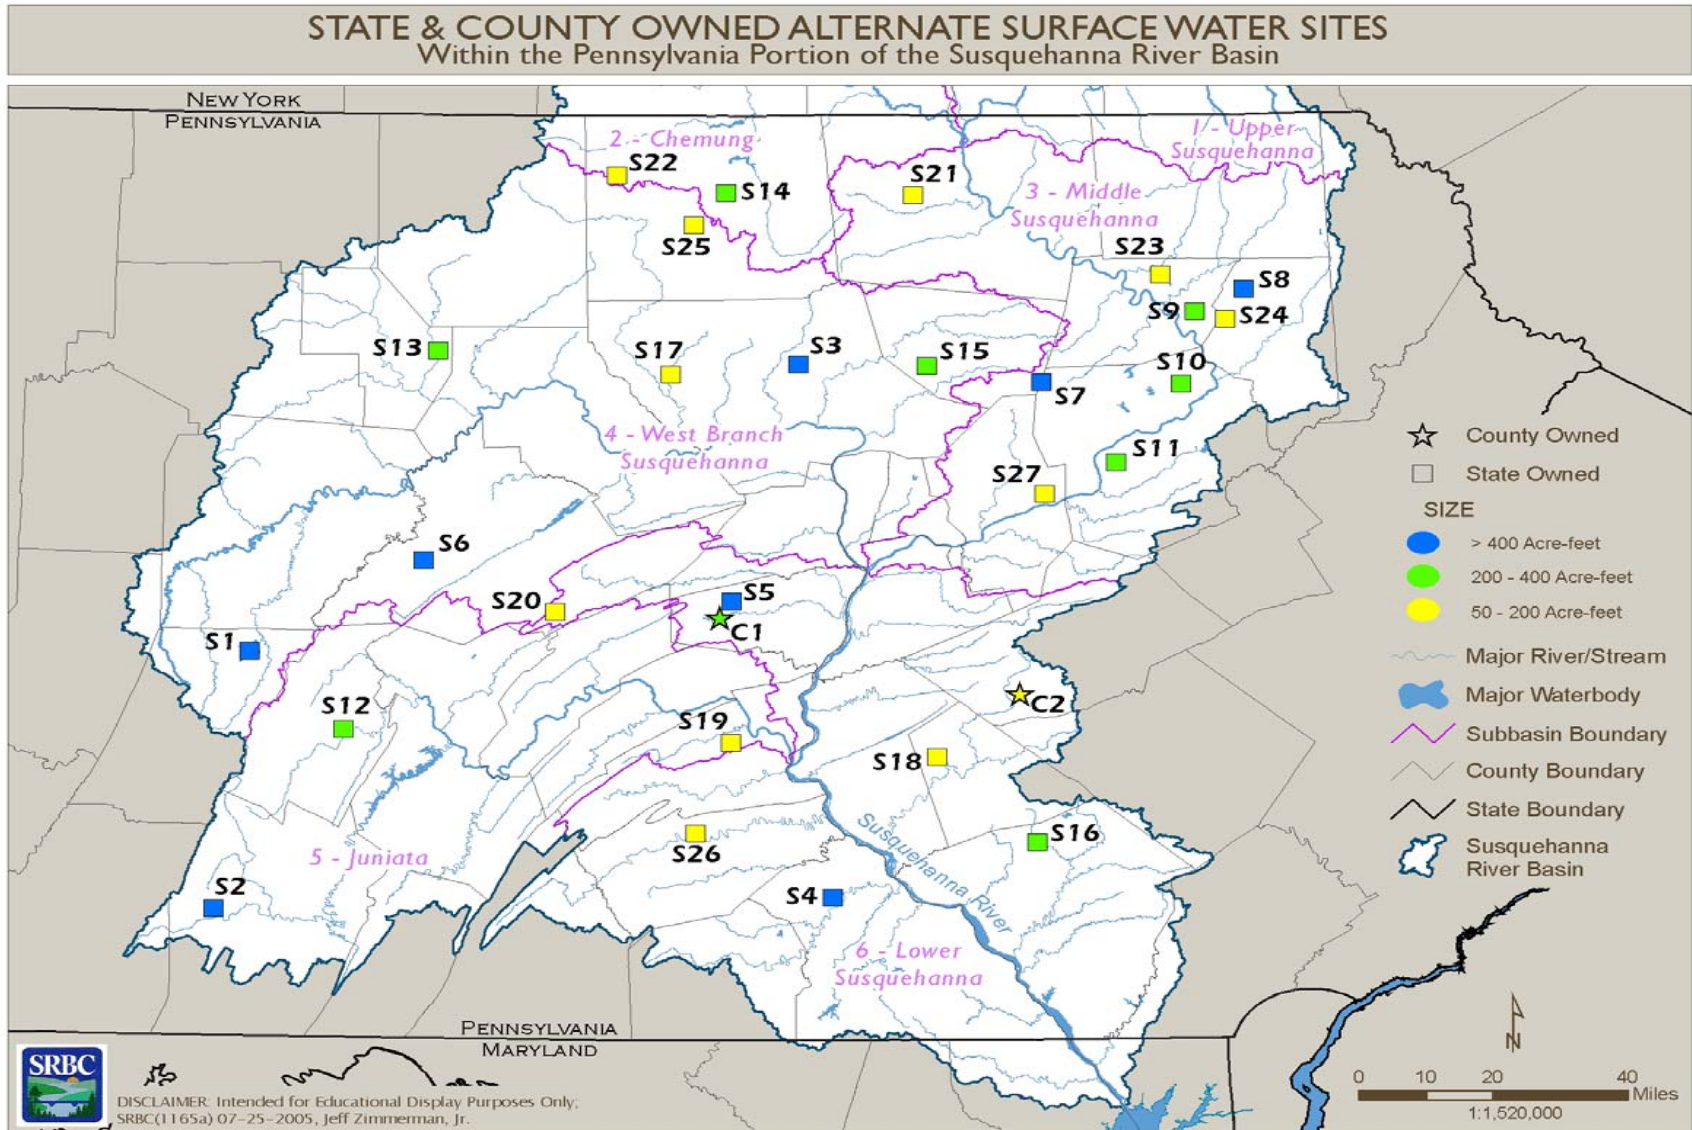 STATE & COUNTY OWNED ALTERNATE SURFACE WATER SITES
Within the Pennsylvania Portion of the Susquehanna River Basin
NEW YORK
PENNSYLVANIA
2 - Chemung
1 - Upper
Susquehanna
S22
S14
S21
3 - Middle
Susquehanna
S25
S23
S8
S9
S24
S13
S17
S3
S15
S10
S7
4 - West Branch
Susquehanna
S11
S27
S6
S20
S5
C1
S1
S12
S19
C2
S18
S16
S26
5 - Juniata
S2
S4
Susquehanna River
6 - Lower
Susquehanna
PENNSYLVANIA
MARYLAND
County Owned
State Owned
SIZE
> 400 Acre-feet
200 - 400 Acre-feet
50 - 200 Acre-feet
Major River/Stream
Major Waterbody
Subbasin Boundary
County Boundary
State Boundary
Susquehanna
River Basin
N
0 10 20 40
Miles
1:1,520,000
SRBC
DISCLAIMER: Intended for Educational Display Purposes Only;
SRBC(1165a) 07-25-2005, Jeff Zimmerman, Jr.